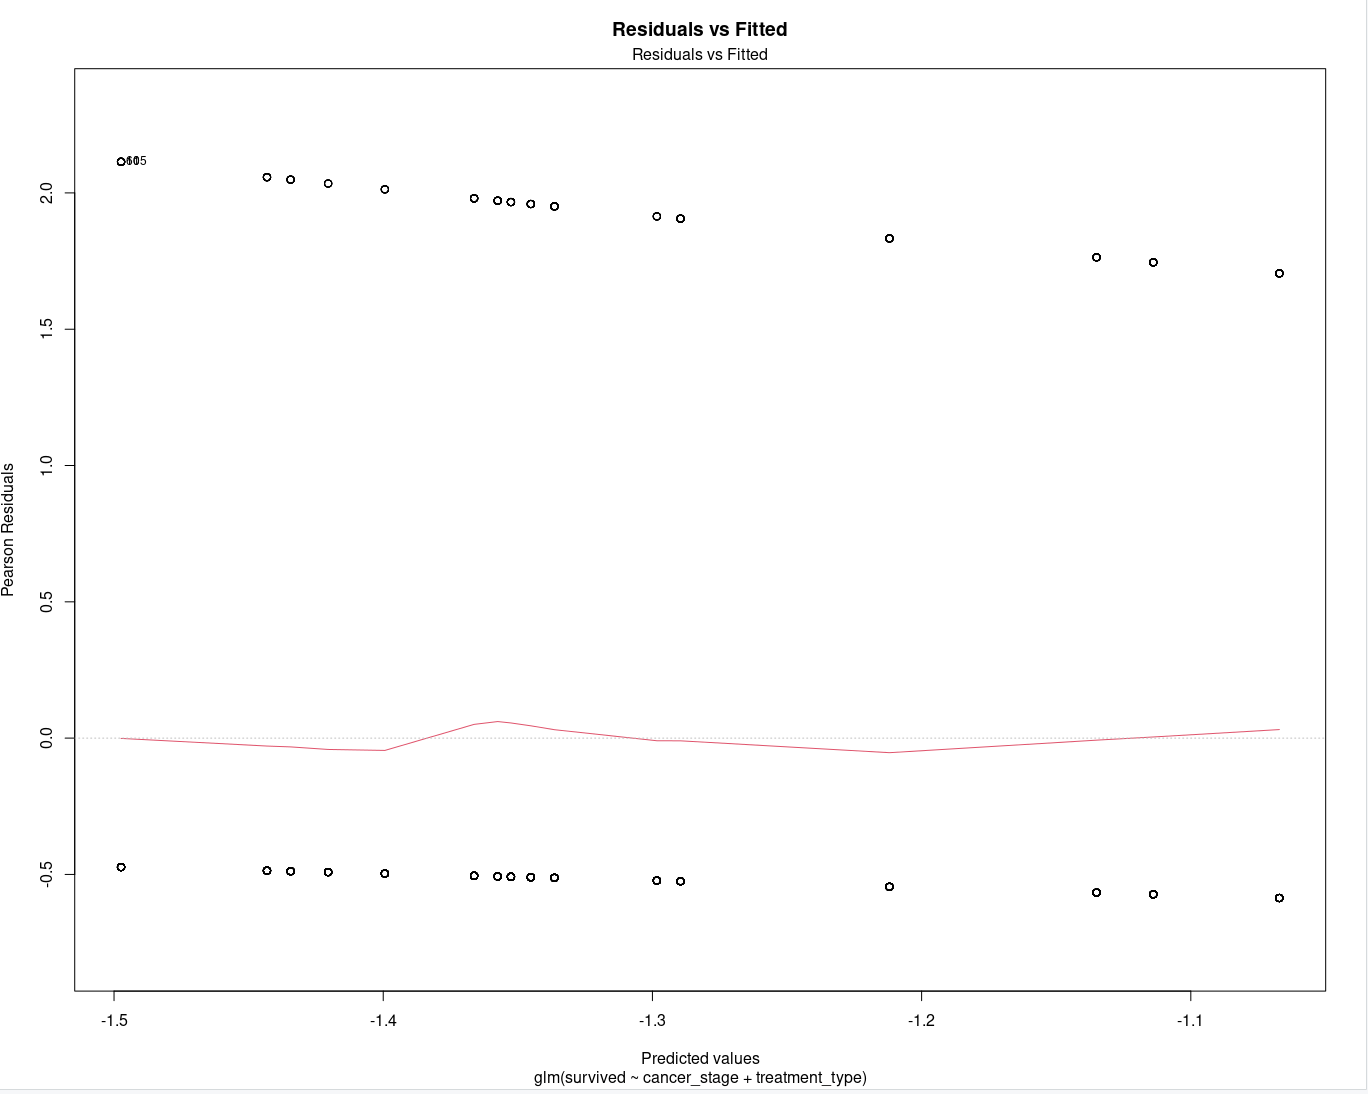 Residuals vs Fitted
Residuals vs Fitted
Pearson Residuals
2.0
1.5
1.0
0.5
0.0
-0.5
-1.5
-1.4
-1.3
-1.2
-1.1
Predicted values
glm(survived ~ cancer_stage + treatment_type)